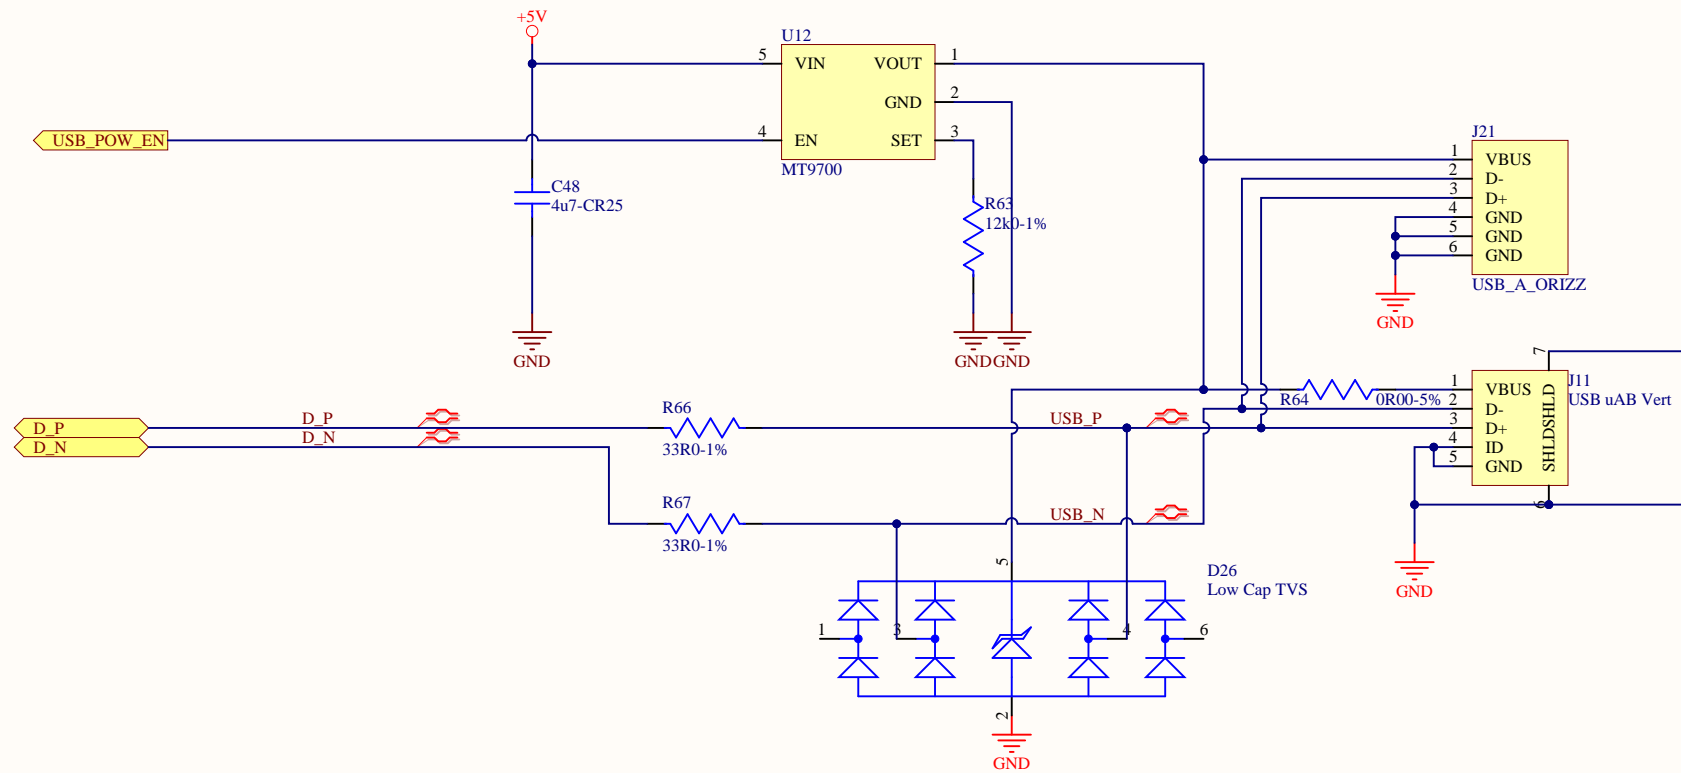 +5V
U12
5 VIN VOUT 1
GND 2
USB_POW_EN 4 EN SET 3
MT9700
C48
4u7-CR25
R63
12k0-1%
GND
GND GND
J21
1 VBUS
2 D-
3 D+
4 GND
5 GND
6 GND
USB_A_ORIZZ
GND
7
J11
USB uAB Vert
1 VBUS
2 D-
3 D+
4 ID
5 GND
SHLDSHLD
6
R64 0R00-5%
GND
D_P D_P
D_N D_N
R66
33R0-1%
USB_P
R67
33R0-1%
USB_N
5
D26
Low Cap TVS
1 3 4 6
2
GND